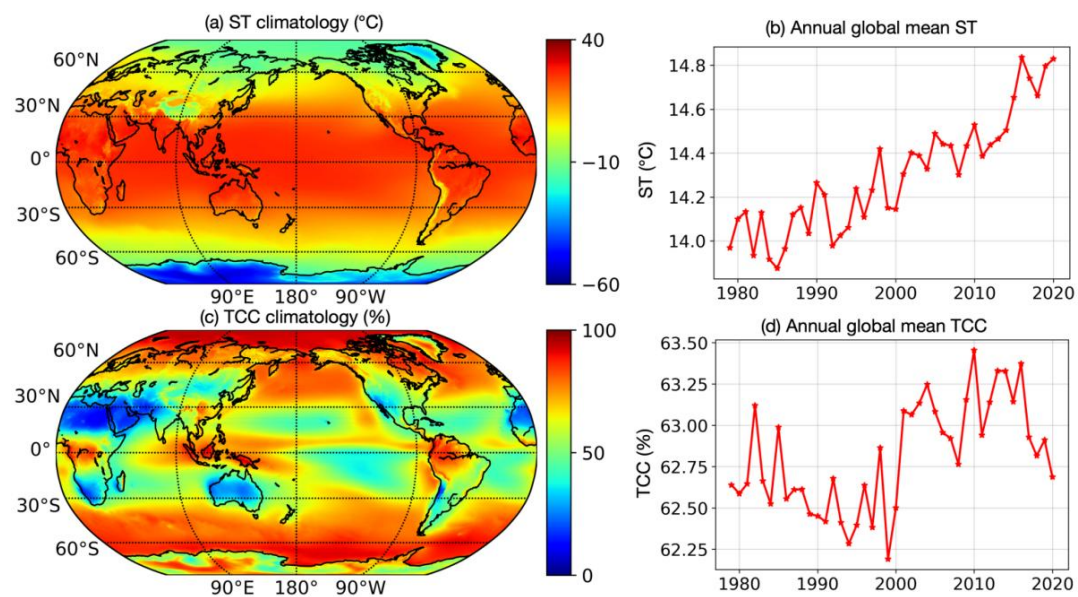 (a) ST climatology (°C)
60°N
30°N
0°
30°S
60°S
90°E 180° 90°W
40
−10
−60
(b) Annual global mean ST
ST (°C)
14.8
14.6
14.4
14.2
14.0
1980 1990 2000 2010 2020
(c) TCC climatology (%)
60°N
30°N
0°
30°S
60°S
90°E 180° 90°W
100
50
0
(d) Annual global mean TCC
TCC (%)
63.50
63.25
63.00
62.75
62.50
62.25
1980 1990 2000 2010 2020